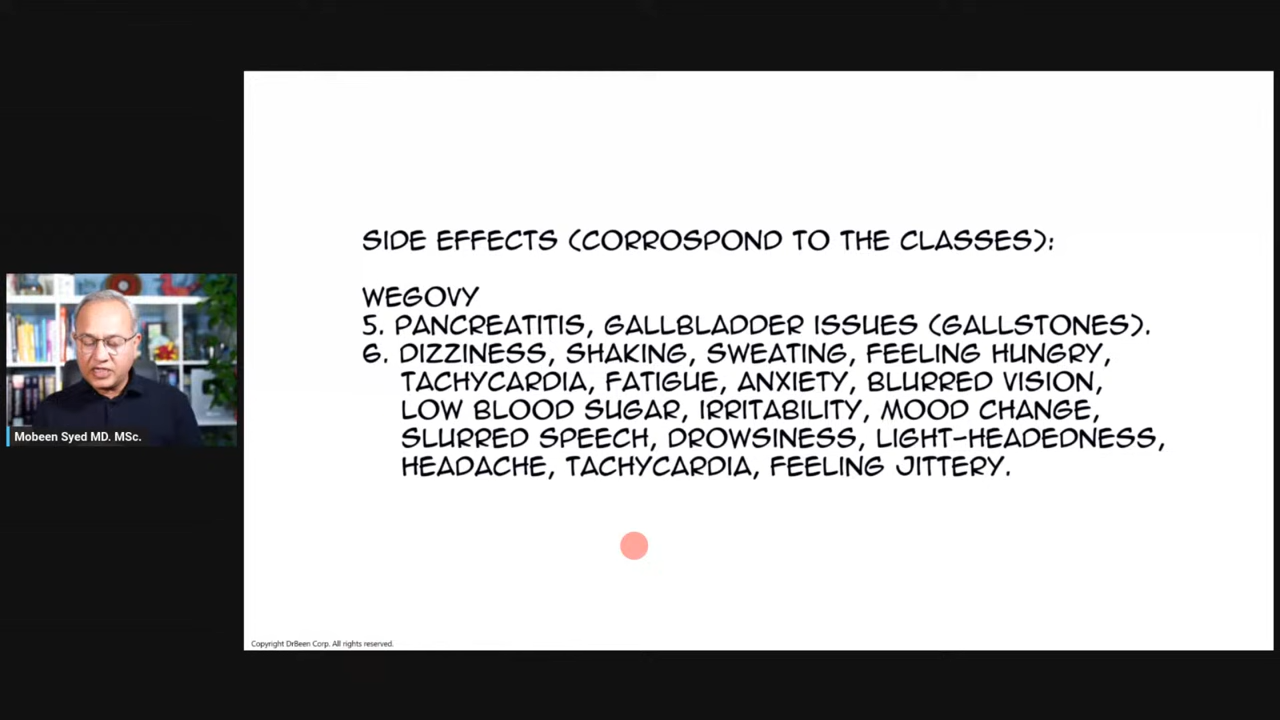 SIDE EFFECTS (CORROSPOND TO THE CLASSES):
WEGOVY
5. PANCREATITIS, GALLBLADDER ISSUES (GALLSTONES).
6. DIZZINESS, SHAKING, SWEATING, FEELING HUNGRY,
TACHYCARDIA, FATIGUE, ANXIETY, BLURRED VISION,
LOW BLOOD SUGAR, IRRITABILITY, MOOD CHANGE,
SLURRED SPEECH, DROWSINESS, LIGHT-HEADEDNESS,
HEADACHE, TACHYCARDIA, FEELING JITTERY.
Mobeen Syed MD. MSc.
Copyright DrBeen Corp. All rights reserved.